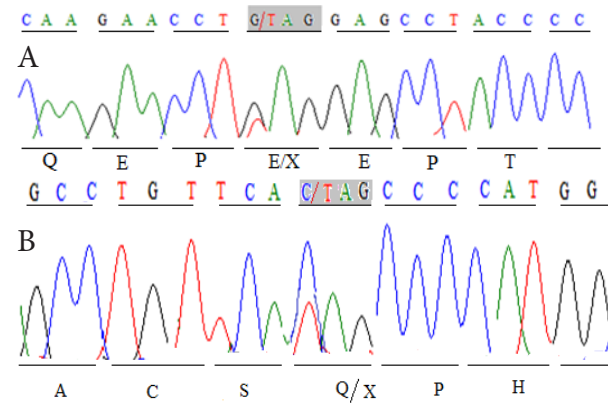 C A A G A A C C T G/T A G G A G C C T A C C C C
A
Q E P E/X E P T
G C C T G T T C A C/T A G C C C C A T G G
B
A C S Q/X P H